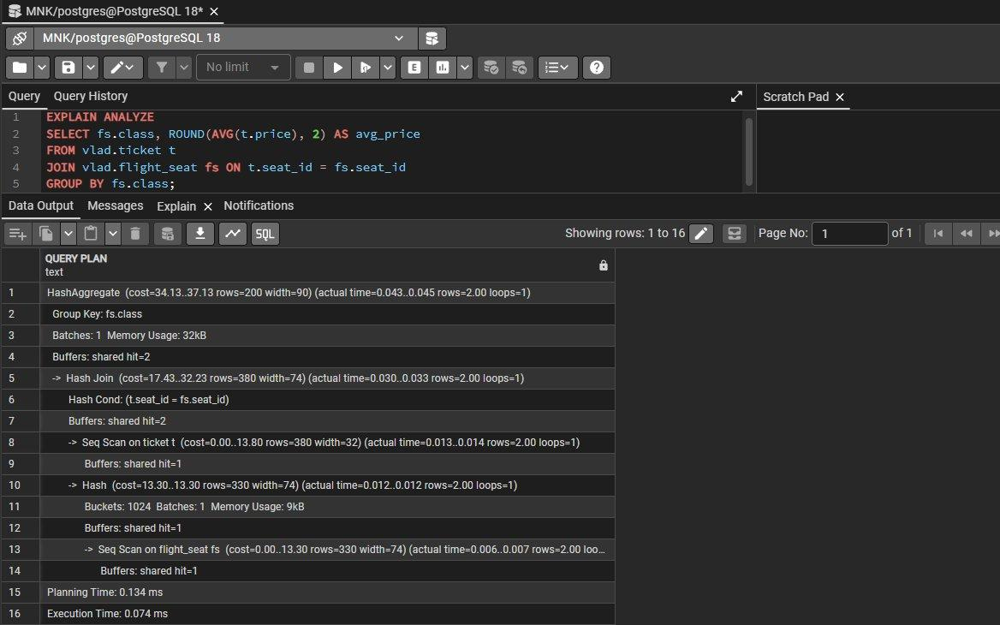 MNK/postgres@PostgreSQL 18*
MNK/postgres@PostgreSQL 18
No limit
E
Query Query History
Scratch Pad
1 EXPLAIN ANALYZE
2 SELECT fs.class, ROUND(AVG(t.price), 2) AS avg_price
3 FROM vlad.ticket t
4 JOIN vlad.flight_seat fs ON t.seat_id = fs.seat_id
5 GROUP BY fs.class;
Data Output Messages Explain Notifications
SQL Showing rows: 1 to 16 Page No: 1 of 1
QUERY PLAN
text
1 HashAggregate (cost=34.13..37.13 rows=200 width=90) (actual time=0.043..0.045 rows=2.00 loops=1)
2 Group Key: fs.class
3 Batches: 1 Memory Usage: 32kB
4 Buffers: shared hit=2
5 -> Hash Join (cost=17.43..32.23 rows=380 width=74) (actual time=0.030..0.033 rows=2.00 loops=1)
6 Hash Cond: (t.seat_id = fs.seat_id)
7 Buffers: shared hit=2
8 -> Seq Scan on ticket t (cost=0.00..13.80 rows=380 width=32) (actual time=0.013..0.014 rows=2.00 loops=1)
9 Buffers: shared hit=1
10 -> Hash (cost=13.30..13.30 rows=330 width=74) (actual time=0.012..0.012 rows=2.00 loops=1)
11 Buckets: 1024 Batches: 1 Memory Usage: 9kB
12 Buffers: shared hit=1
13 -> Seq Scan on flight_seat fs (cost=0.00..13.30 rows=330 width=74) (actual time=0.006..0.007 rows=2.00 loo...
14 Buffers: shared hit=1
15 Planning Time: 0.134 ms
16 Execution Time: 0.074 ms